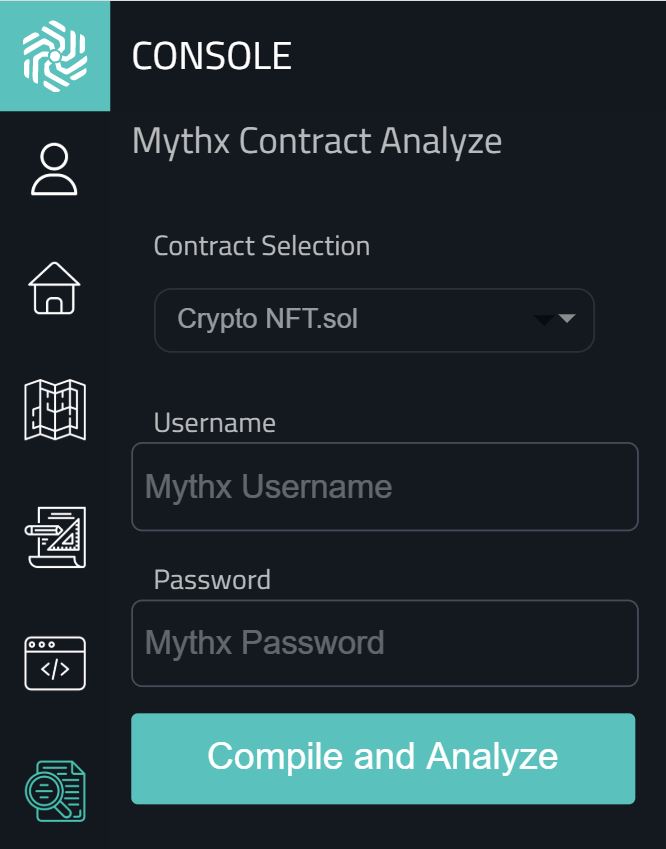 CONSOLE
Mythx Contract Analyze
Contract Selection
Crypto NFT.sol
Username
Mythx Username
Password
Mythx Password
Compile and Analyze